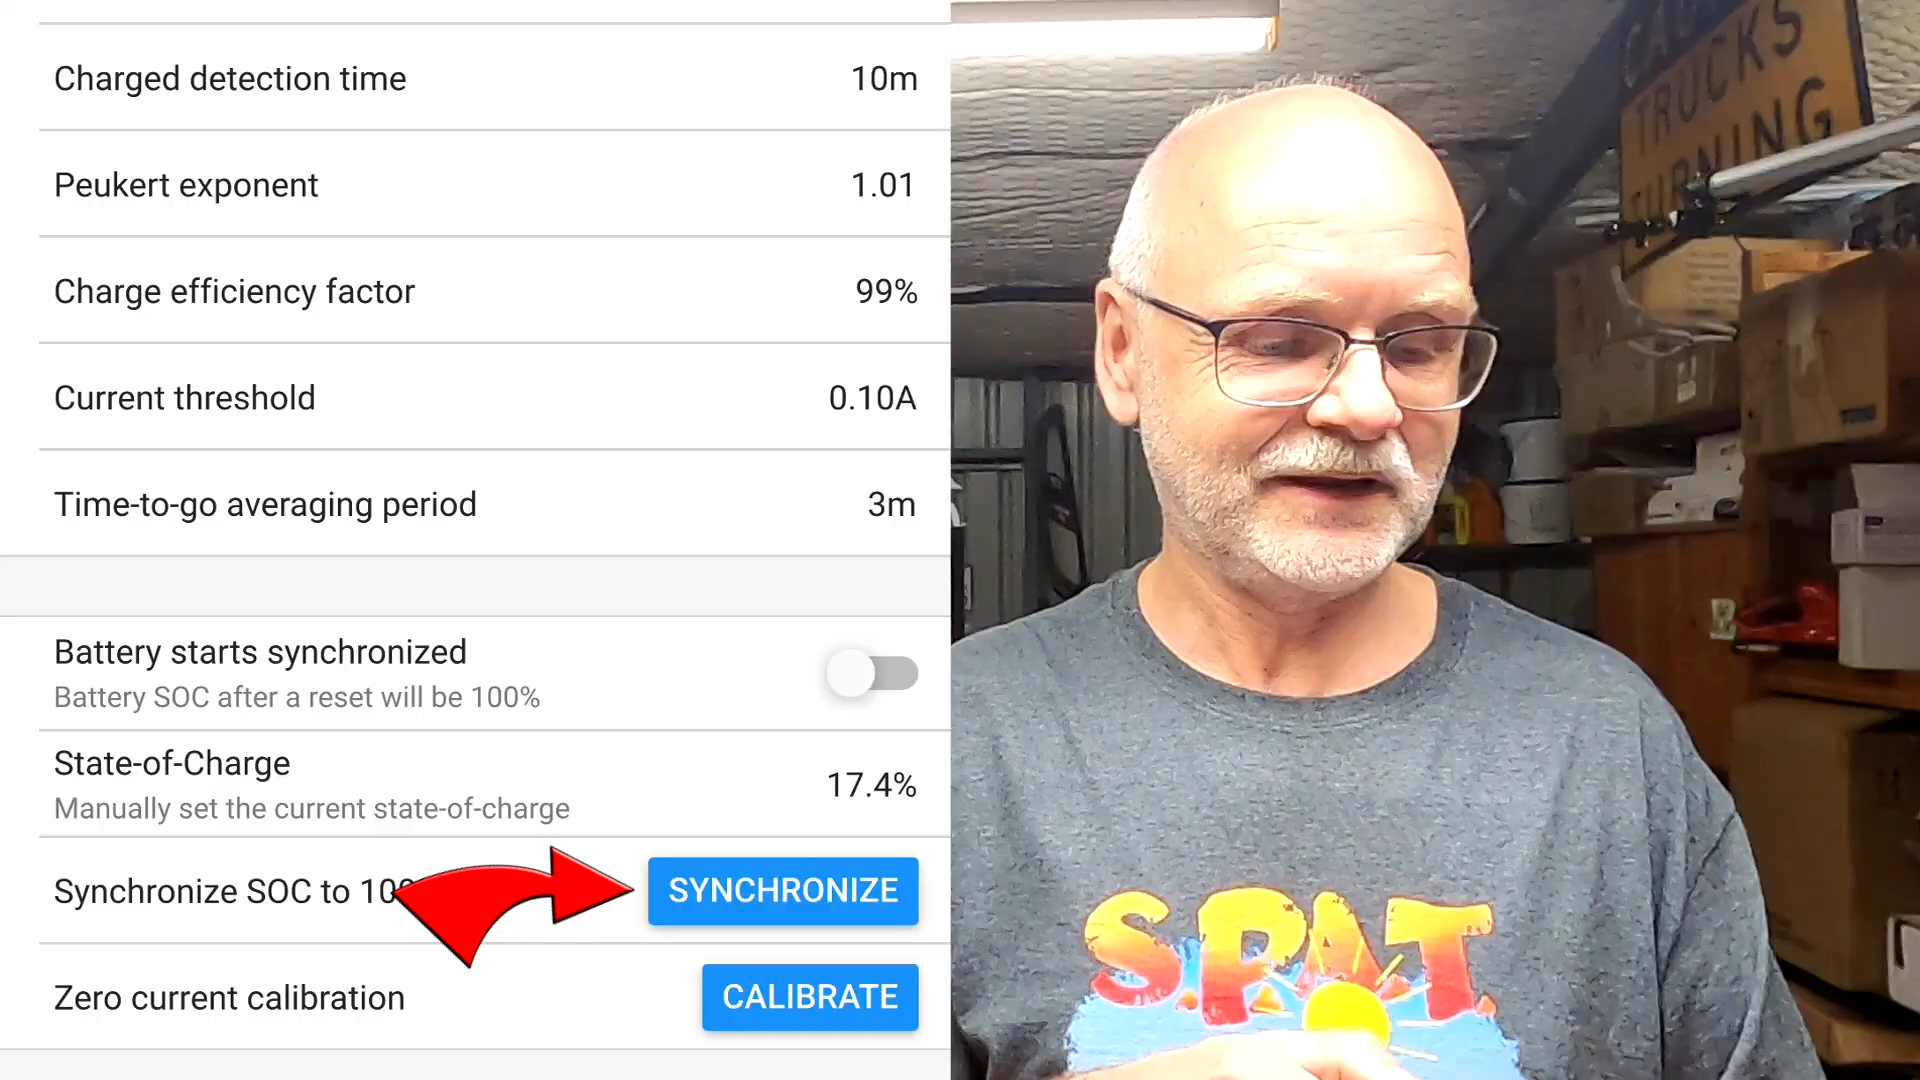 Charged detection time 10m
Peukert exponent 1.01
Charge efficiency factor 99%
Current threshold 0.10A
Time-to-go averaging period 3m
Battery starts synchronized
Battery SOC after a reset will be 100%
State-of-Charge 17.4%
Manually set the current state-of-charge
Synchronize SOC to 10
SYNCHRONIZE
Zero current calibration CALIBRATE
TRUCKS
TURNING
S.P.A.T.